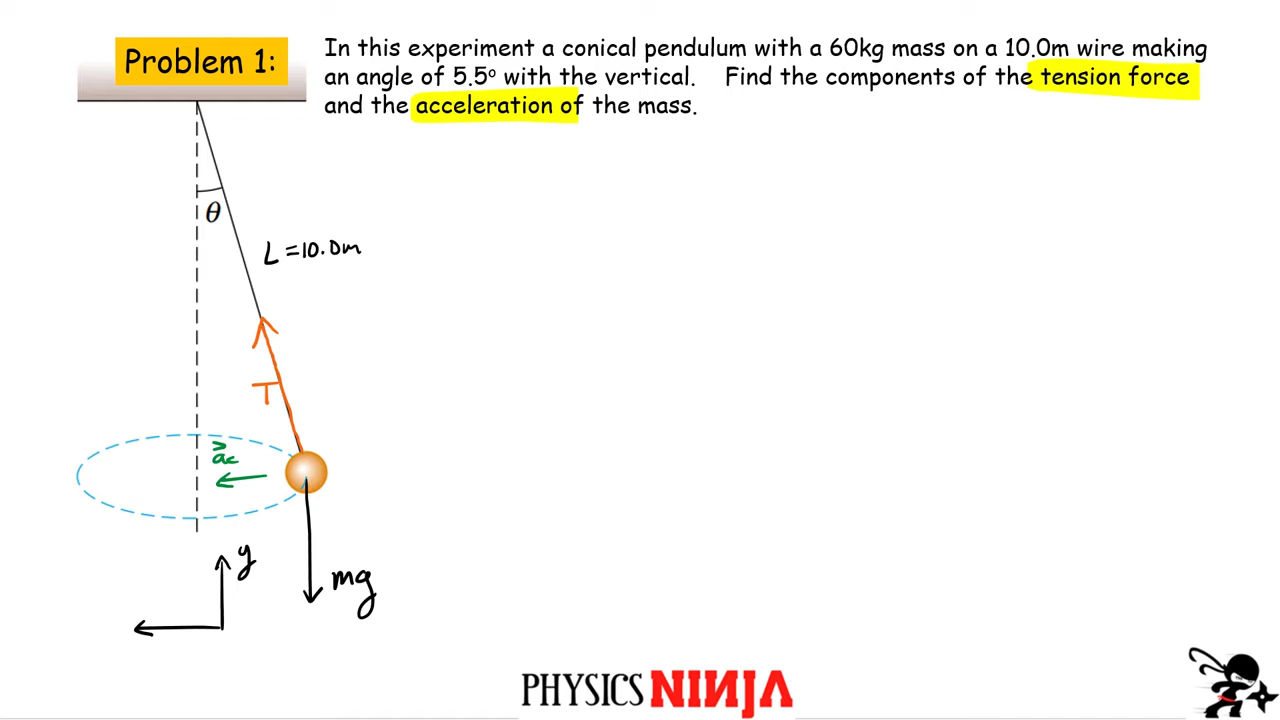 Problem 1:
In this experiment a conical pendulum with a 60kg mass on a 10.0m wire making
an angle of 5.5º with the vertical. Find the components of the tension force
and the acceleration of the mass.
θ
L = 10.0m
T
a⃗c
y
mg
PHYSICS NINJA